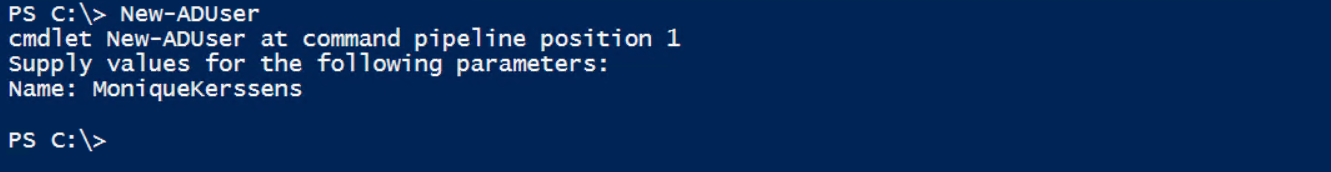 PS C:\> New-ADUser
cmdlet New-ADUser at command pipeline position 1
Supply values for the following parameters:
Name: MoniqueKerssens
PS C:\>